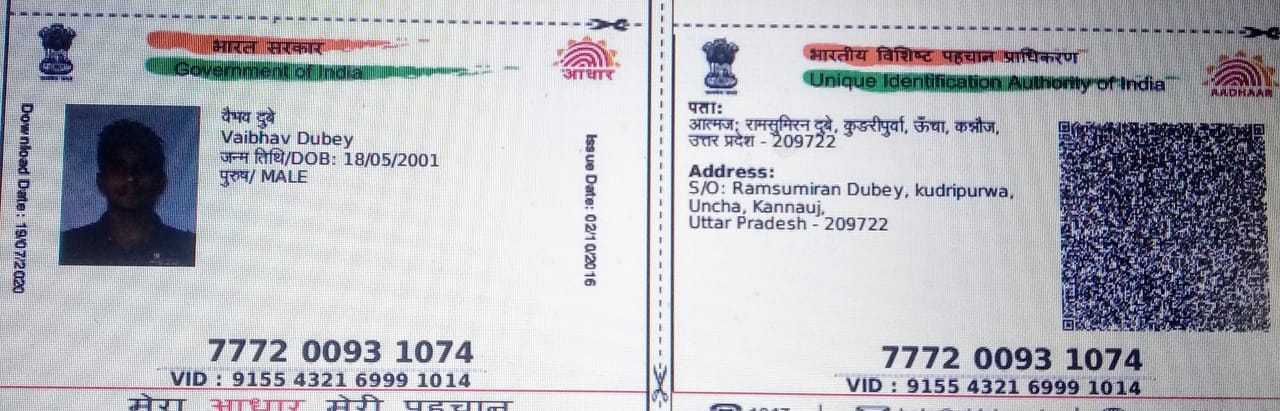 भारत सरकार
Government of India
आधार
Download Date: 19/07/2020
वैभव दुबे
Vaibhav Dubey
जन्म तिथि/DOB: 18/05/2001
पुरुष/ MALE
Issue Date: 02/10/2016
7772 0093 1074
VID : 9155 4321 6999 1014
मेरा आधार मेरी पहचान
भारतीय विशिष्ट पहचान प्राधिकरण
Unique Identification Authority of India
AADHAAR
पता:
आत्मज: रामसुमिरन दुबे, कुडरीपुर्वा, ऊँचा, कन्नौज,
उत्तर प्रदेश - 209722
Address:
S/O: Ramsumiran Dubey, kudripurwa,
Uncha, Kannauj,
Uttar Pradesh - 209722
7772 0093 1074
VID : 9155 4321 6999 1014
1947